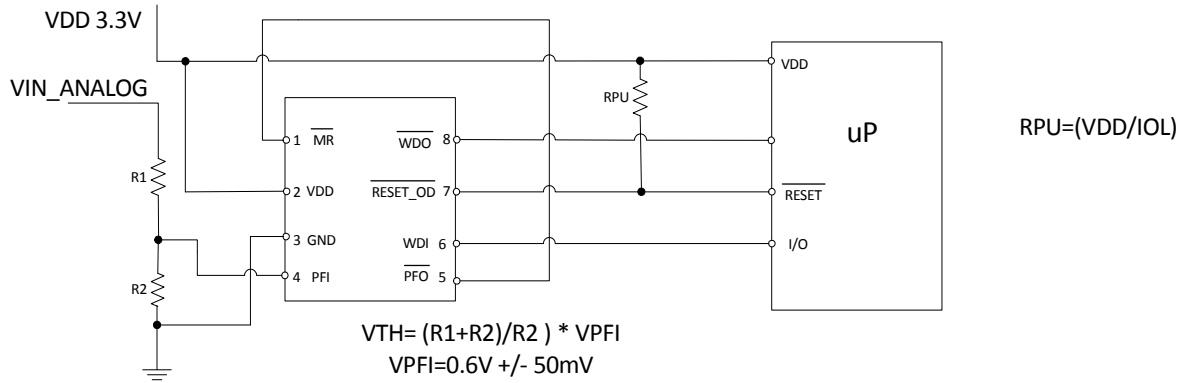 VDD 3.3V
VIN_ANALOG
R1
R2
1 MR
2 VDD
3 GND
4 PFI
WDO 8
RESET_OD 7
WDI 6
PFO 5
RPU
VDD
uP
RESET
I/O
RPU=(VDD/IOL)
VTH= (R1+R2)/R2 ) * VPFI
VPFI=0.6V +/- 50mV